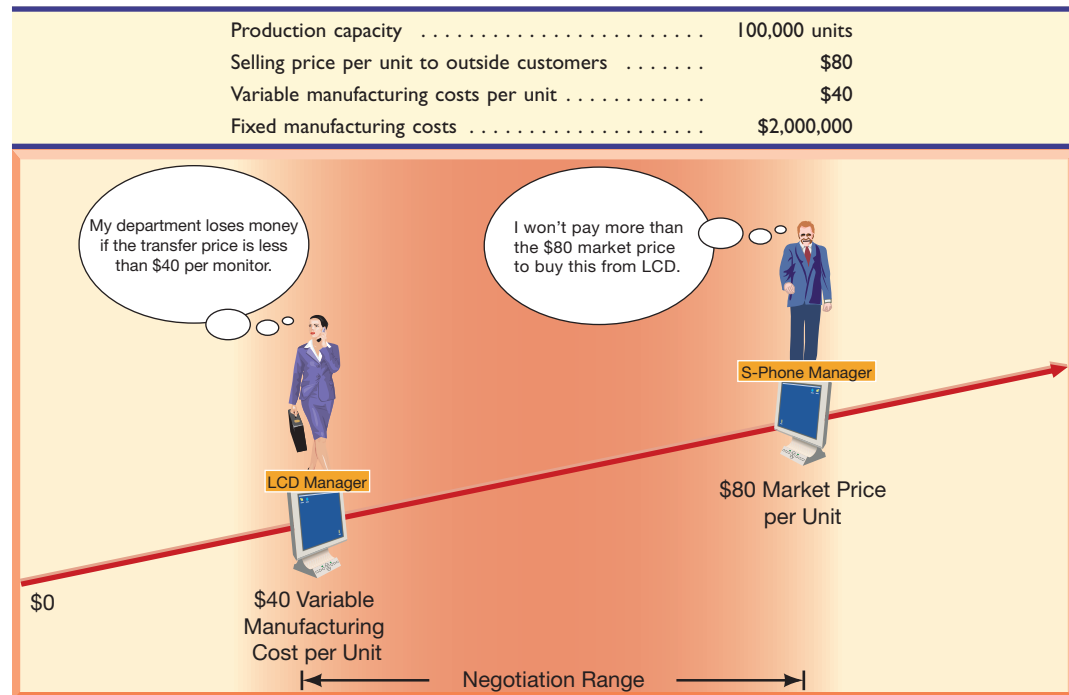 Production capacity . . . . . . . . . . . . . . . . . . . . . . . . 100,000 units
Selling price per unit to outside customers . . . . . . . $80
Variable manufacturing costs per unit . . . . . . . . . . . . $40
Fixed manufacturing costs . . . . . . . . . . . . . . . . . . . . $2,000,000
My department loses money
if the transfer price is less
than $40 per monitor.
I won't pay more than
the $80 market price
to buy this from LCD.
S-Phone Manager
LCD Manager
$80 Market Price
per Unit
$0
$40 Variable
Manufacturing
Cost per Unit
Negotiation Range